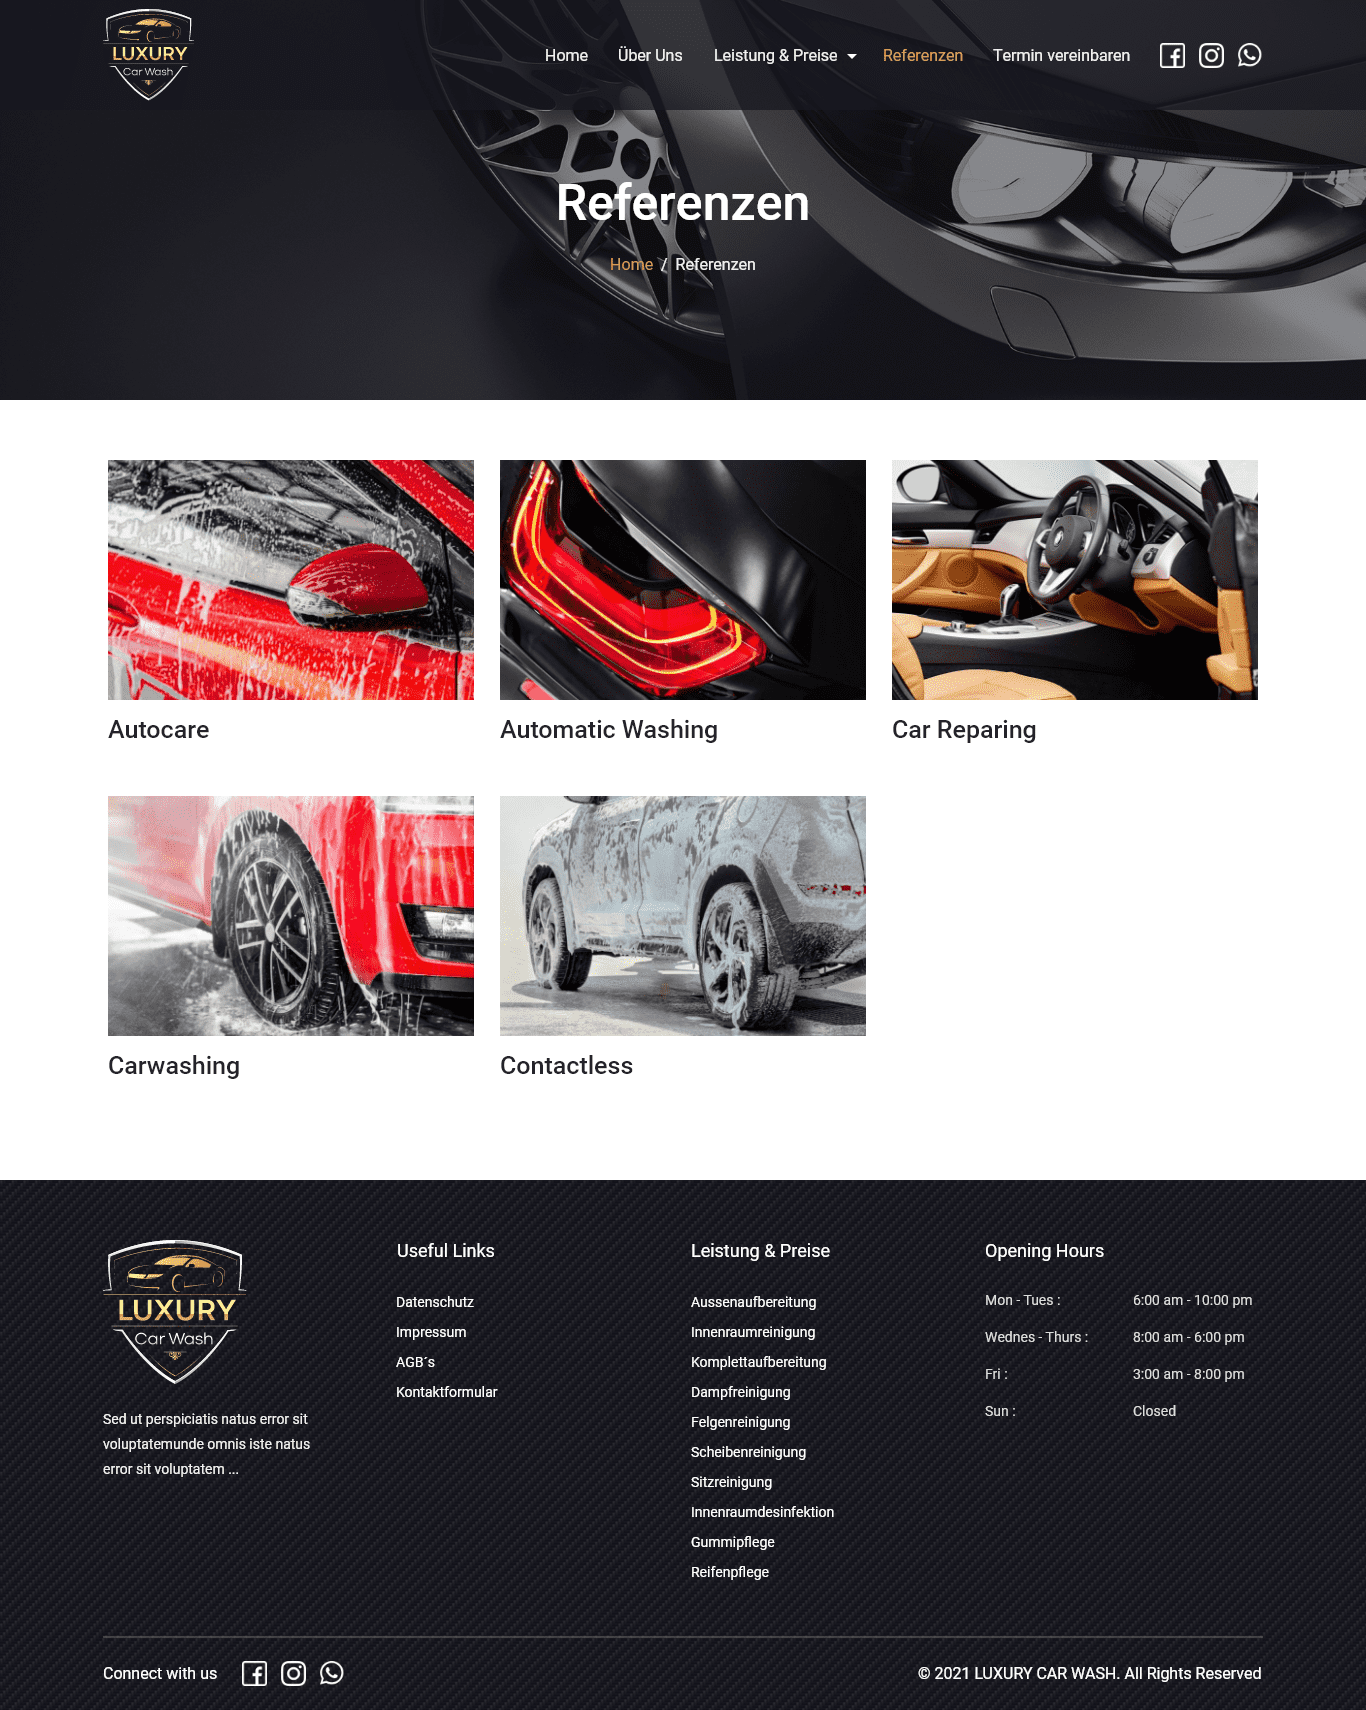 LUXURY
Car Wash
Home Über Uns Leistung & Preise Referenzen Termin vereinbaren
Referenzen
Home / Referenzen
Autocare
Automatic Washing
Car Reparing
Carwashing
Contactless
LUXURY
Car Wash
Sed ut perspiciatis natus error sit
voluptatemunde omnis iste natus
error sit voluptatem ...
Useful Links
Datenschutz
Impressum
AGB´s
Kontaktformular
Leistung & Preise
Aussenaufbereitung
Innenraumreinigung
Komplettaufbereitung
Dampfreinigung
Felgenreinigung
Scheibenreinigung
Sitzreinigung
Innenraumdesinfektion
Gummipflege
Reifenpflege
Opening Hours
Mon - Tues : 6:00 am - 10:00 pm
Wednes - Thurs : 8:00 am - 6:00 pm
Fri : 3:00 am - 8:00 pm
Sun : Closed
Connect with us
© 2021 LUXURY CAR WASH. All Rights Reserved